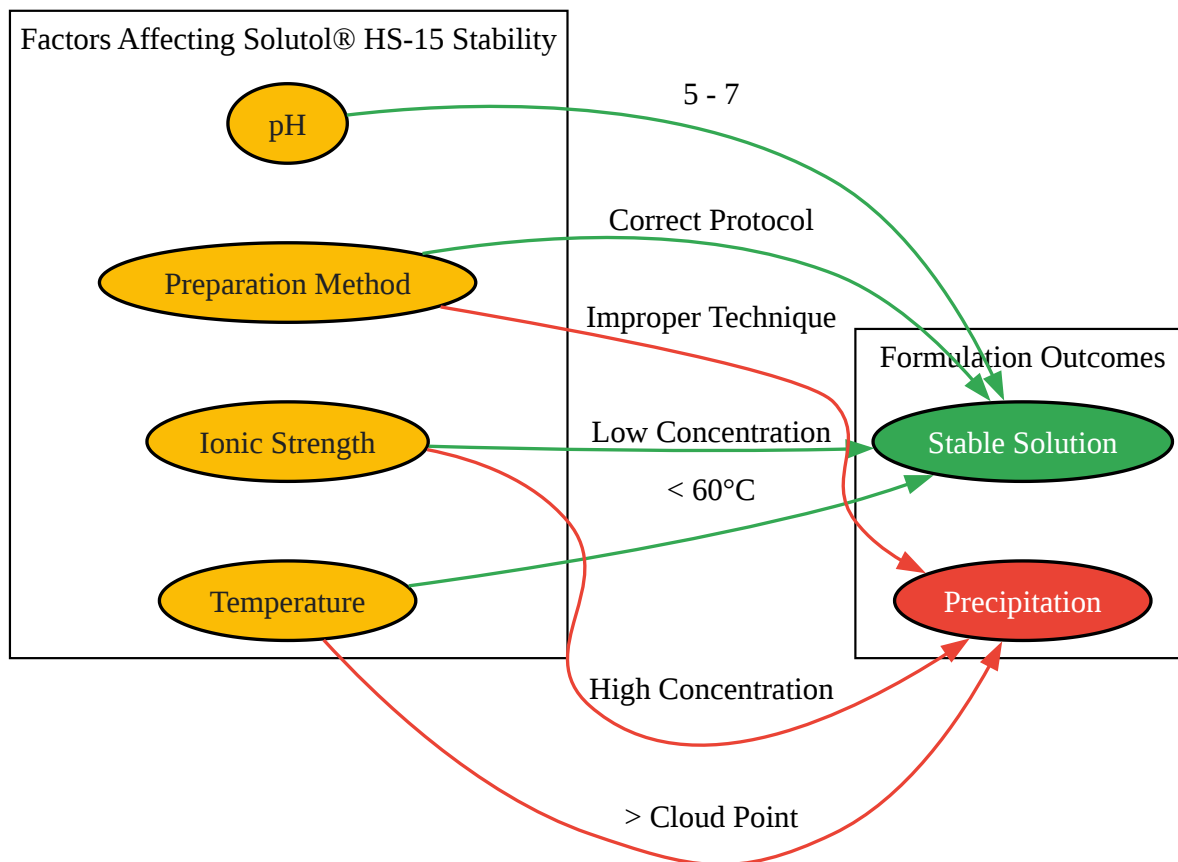 Factors Affecting Solutol® HS-15 Stability
pH
5 - 7
Preparation Method
Correct Protocol
Improper Technique
Formulation Outcomes
Ionic Strength
Low Concentration
Stable Solution
< 60°C
Temperature
Precipitation
High Concentration
> Cloud Point